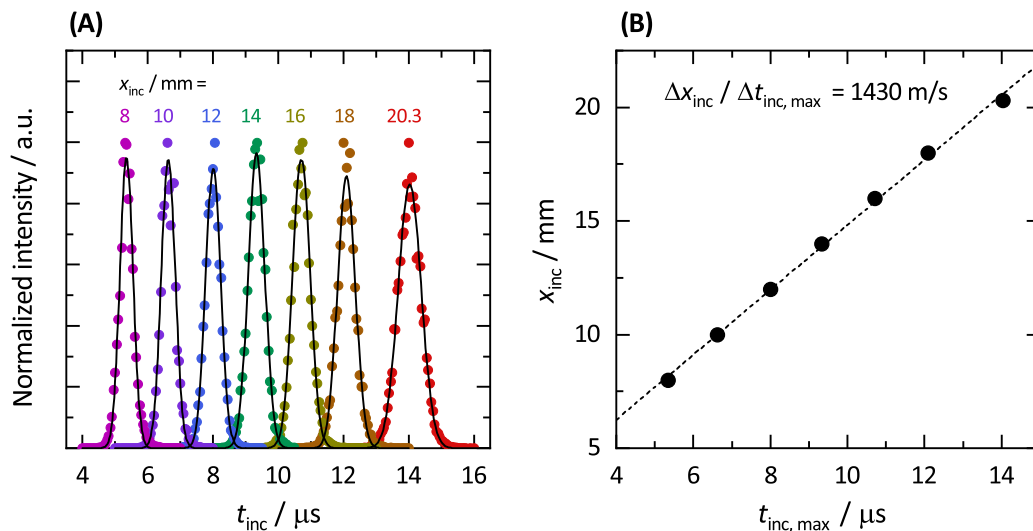 (A)
x_inc / mm =
8 10 12 14 16 18 20.3
Normalized intensity / a.u.
4 6 8 10 12 14 16
t_inc / μs
(B)
Δx_inc / Δt_inc, max = 1430 m/s
x_inc / mm
20
15
10
5
4 6 8 10 12 14
t_inc, max / μs